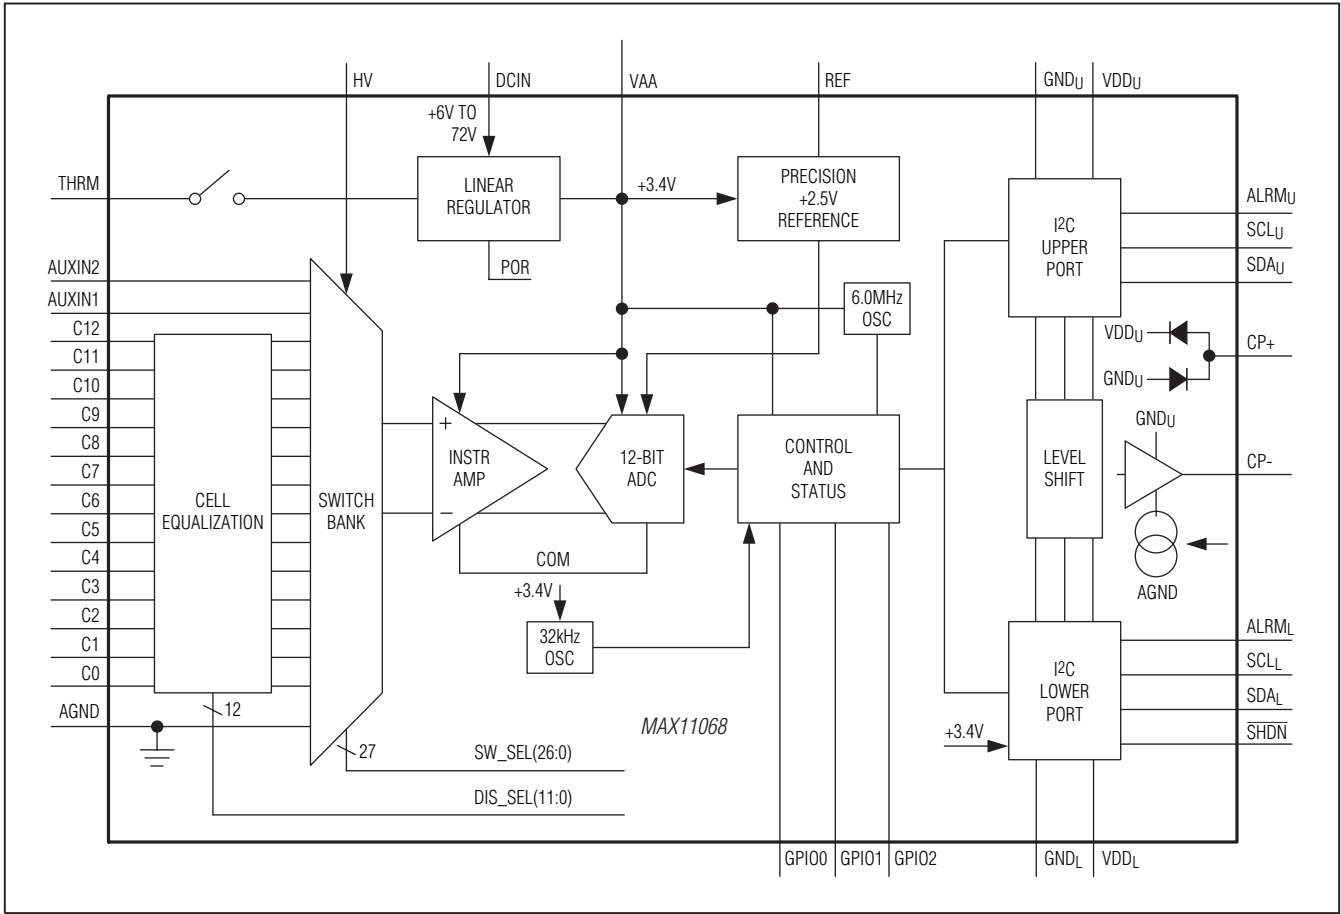 HV
DCIN
VAA
REF
GNDU
VDDU
+6V TO
72V
THRM
LINEAR
REGULATOR
+3.4V
PRECISION
+2.5V
REFERENCE
POR
I2C
UPPER
PORT
ALRMU
SCLU
SDAU
AUXIN2
AUXIN1
C12
C11
C10
C9
C8
C7
C6
C5
C4
C3
C2
C1
C0
AGND
CELL
EQUALIZATION
SWITCH
BANK
6.0MHz
OSC
VDDU
GNDU
CP+
+
INSTR
AMP
−
12-BIT
ADC
CONTROL
AND
STATUS
LEVEL
SHIFT
GNDU
CP-
AGND
COM
+3.4V
32kHz
OSC
I2C
LOWER
PORT
+3.4V
ALRML
SCLL
SDAL
SHDN
12
27
MAX11068
SW_SEL(26:0)
DIS_SEL(11:0)
GPIO0
GPIO1
GPIO2
GNDL
VDDL